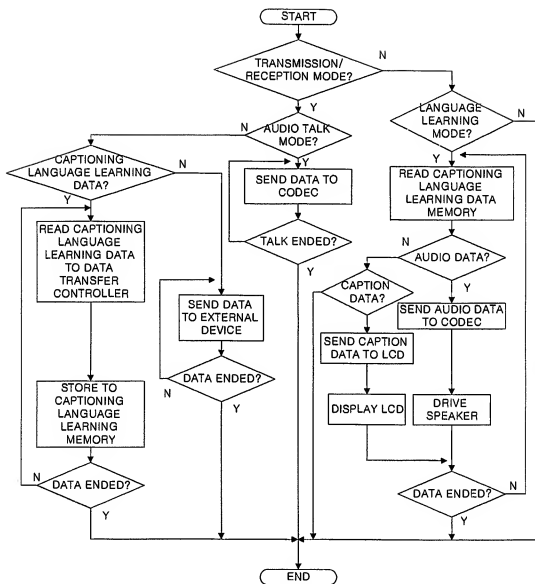 START
TRANSMISSION/
RECEPTION MODE?
N
Y
AUDIO TALK
MODE?
N
Y
LANGUAGE
LEARNING
MODE?
N
Y
CAPTIONING
LANGUAGE LEARNING
DATA?
N
Y
SEND DATA TO
CODEC
TALK ENDED?
N
Y
READ CAPTIONING
LANGUAGE
LEARNING DATA
MEMORY
READ CAPTIONING
LANGUAGE
LEARNING DATA
TO DATA
TRANSFER
CONTROLLER
AUDIO DATA?
N
Y
CAPTION
DATA?
Y
SEND DATA
TO EXTERNAL
DEVICE
SEND AUDIO DATA
TO CODEC
SEND CAPTION
DATA TO LCD
DATA ENDED?
N
Y
STORE TO
CAPTIONING
LANGUAGE
LEARNING
MEMORY
DISPLAY LCD
DRIVE
SPEAKER
DATA ENDED?
N
Y
DATA ENDED?
N
Y
END